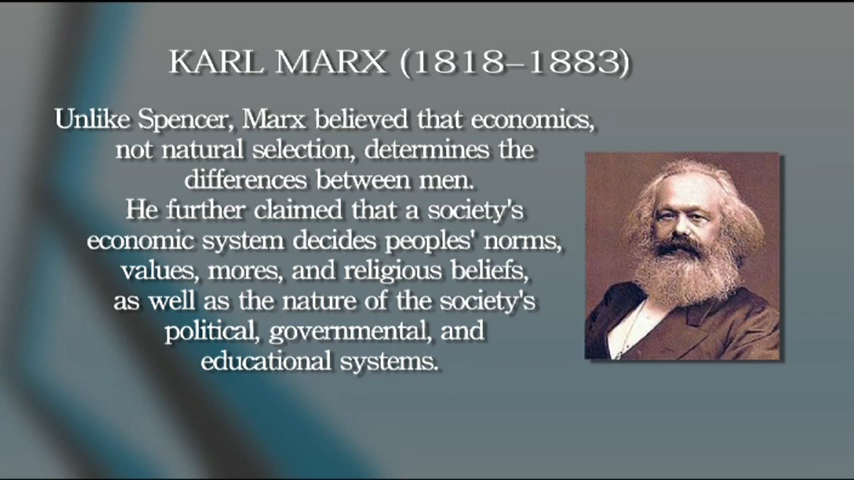 KARL MARX (1818–1883)
Unlike Spencer, Marx believed that economics,
not natural selection, determines the
differences between men.
He further claimed that a society's
economic system decides peoples' norms,
values, mores, and religious beliefs,
as well as the nature of the society's
political, governmental, and
educational systems.